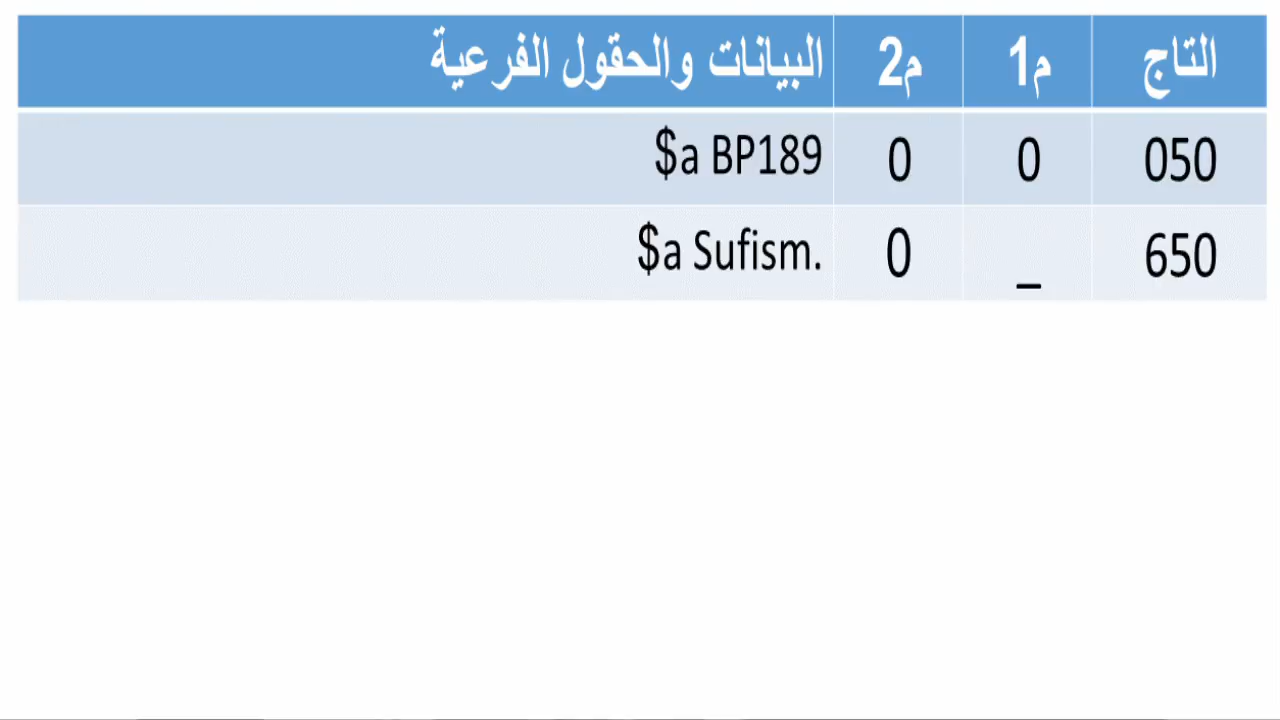 التاج م1 م2 البيانات والحقول الفرعية
050 0 0 $a BP189
650 _ 0 $a Sufism.